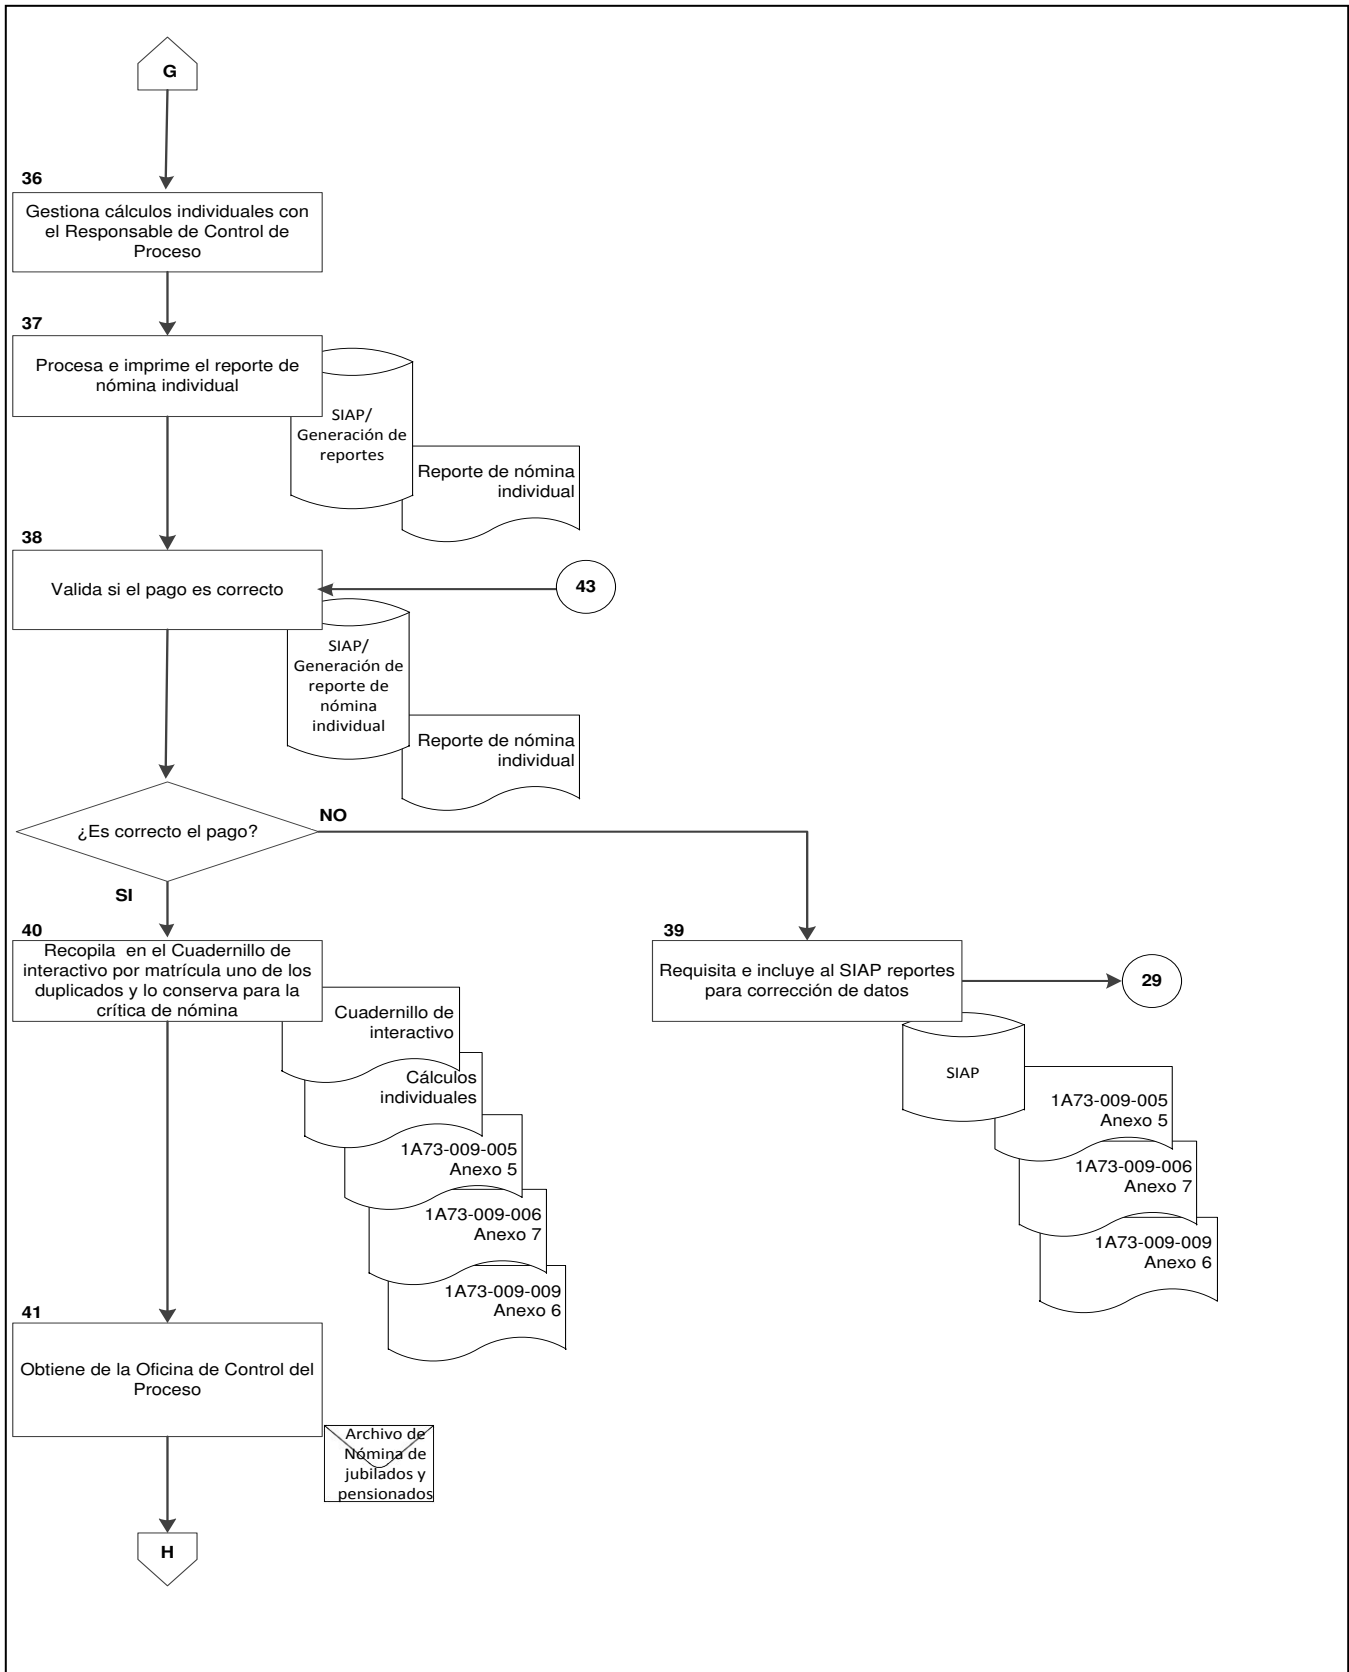 G
36
Gestiona cálculos individuales con
el Responsable de Control de
Proceso
37
Procesa e imprime el reporte de
nómina individual
SIAP/
Generación de
reportes
Reporte de nómina
individual
38
Valida si el pago es correcto
43
SIAP/
Generación de
reporte de
nómina
individual
Reporte de nómina
individual
¿Es correcto el pago?
NO
SI
40
Recopila en el Cuadernillo de
interactivo por matrícula uno de los
duplicados y lo conserva para la
crítica de nómina
Cuadernillo de
interactivo
Cálculos
individuales
1A73-009-005
Anexo 5
1A73-009-006
Anexo 7
1A73-009-009
Anexo 6
39
Requisita e incluye al SIAP reportes
para corrección de datos
29
SIAP
1A73-009-005
Anexo 5
1A73-009-006
Anexo 7
1A73-009-009
Anexo 6
41
Obtiene de la Oficina de Control del
Proceso
Archivo de
Nómina de
jubilados y
pensionados
H